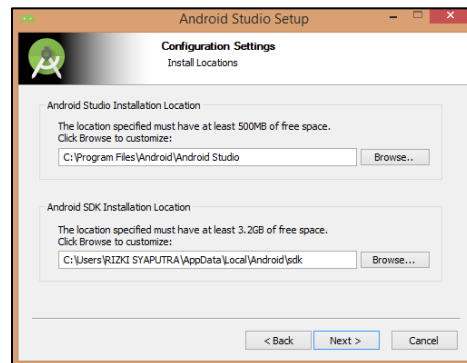 Android Studio Setup
Configuration Settings
Install Locations
Android Studio Installation Location
The location specified must have at least 500MB of free space.
Click Browse to customize:
C:\Program Files\Android\Android Studio
Browse..
Android SDK Installation Location
The location specified must have at least 3.2GB of free space.
Click Browse to customize:
C:\Users\RIZKI SYAPUTRA\AppData\Local\Android\sdk
Browse...
< Back
Next >
Cancel